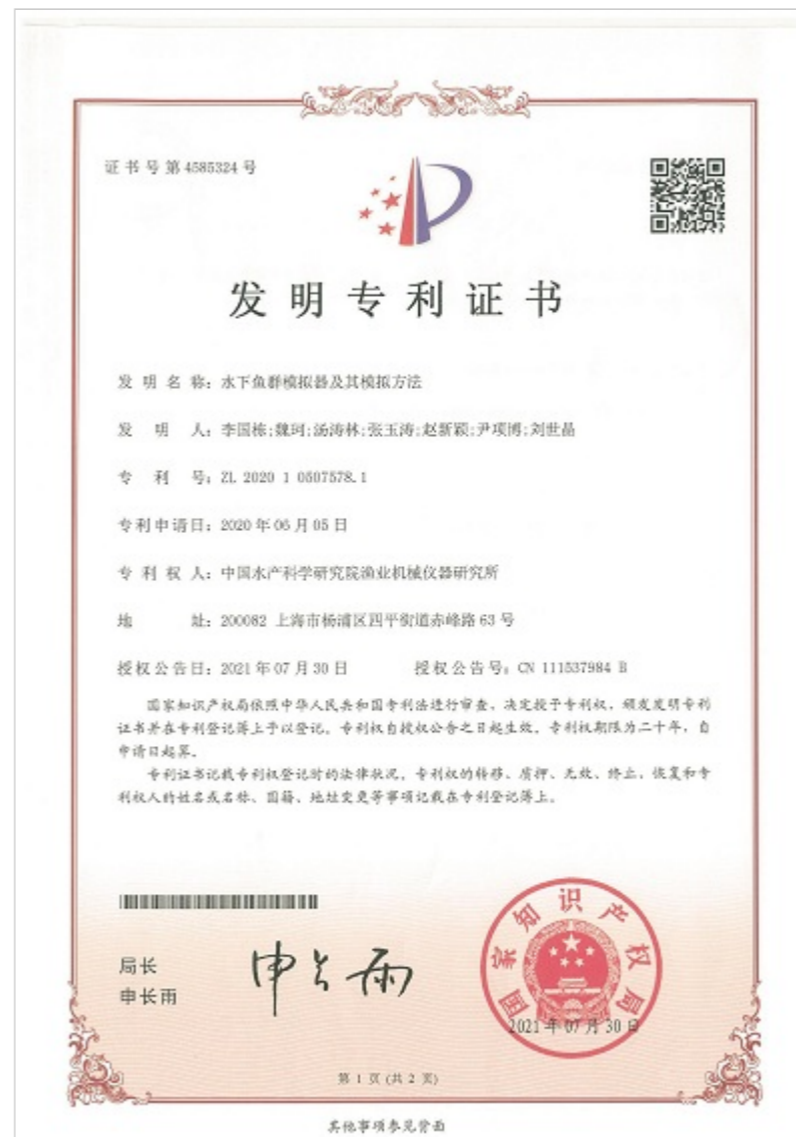 证书号第4585324号
发明专利证书
发 明 名 称：水下鱼群模拟器及其模拟方法
发 明 人：李国栋;魏珂;汤涛林;张玉涛;赵新颖;尹项博;刘世晶
专 利 号：ZL 2020 1 0507578.1
专利申请日：2020年06月05日
专 利 权 人：中国水产科学研究院渔业机械仪器研究所
地 址：200082 上海市杨浦区四平街道赤峰路63号
授权公告日：2021年07月30日 授权公告号：CN 111537984 B
国家知识产权局依照中华人民共和国专利法进行审查，决定授予专利权，颁发发明专利
证书并在专利登记簿上予以登记。专利权自授权公告之日起生效。专利权期限为二十年，自
申请日起算。
专利证书记载专利权登记时的法律状况。专利权的转移、质押、无效、终止、恢复和专
利权人的姓名或名称、国籍、地址变更等事项记载在专利登记簿上。
局长
申长雨
申长雨
国家知识产权局
2021年07月30日
第 1 页 (共 2 页)
其他事项参见背面